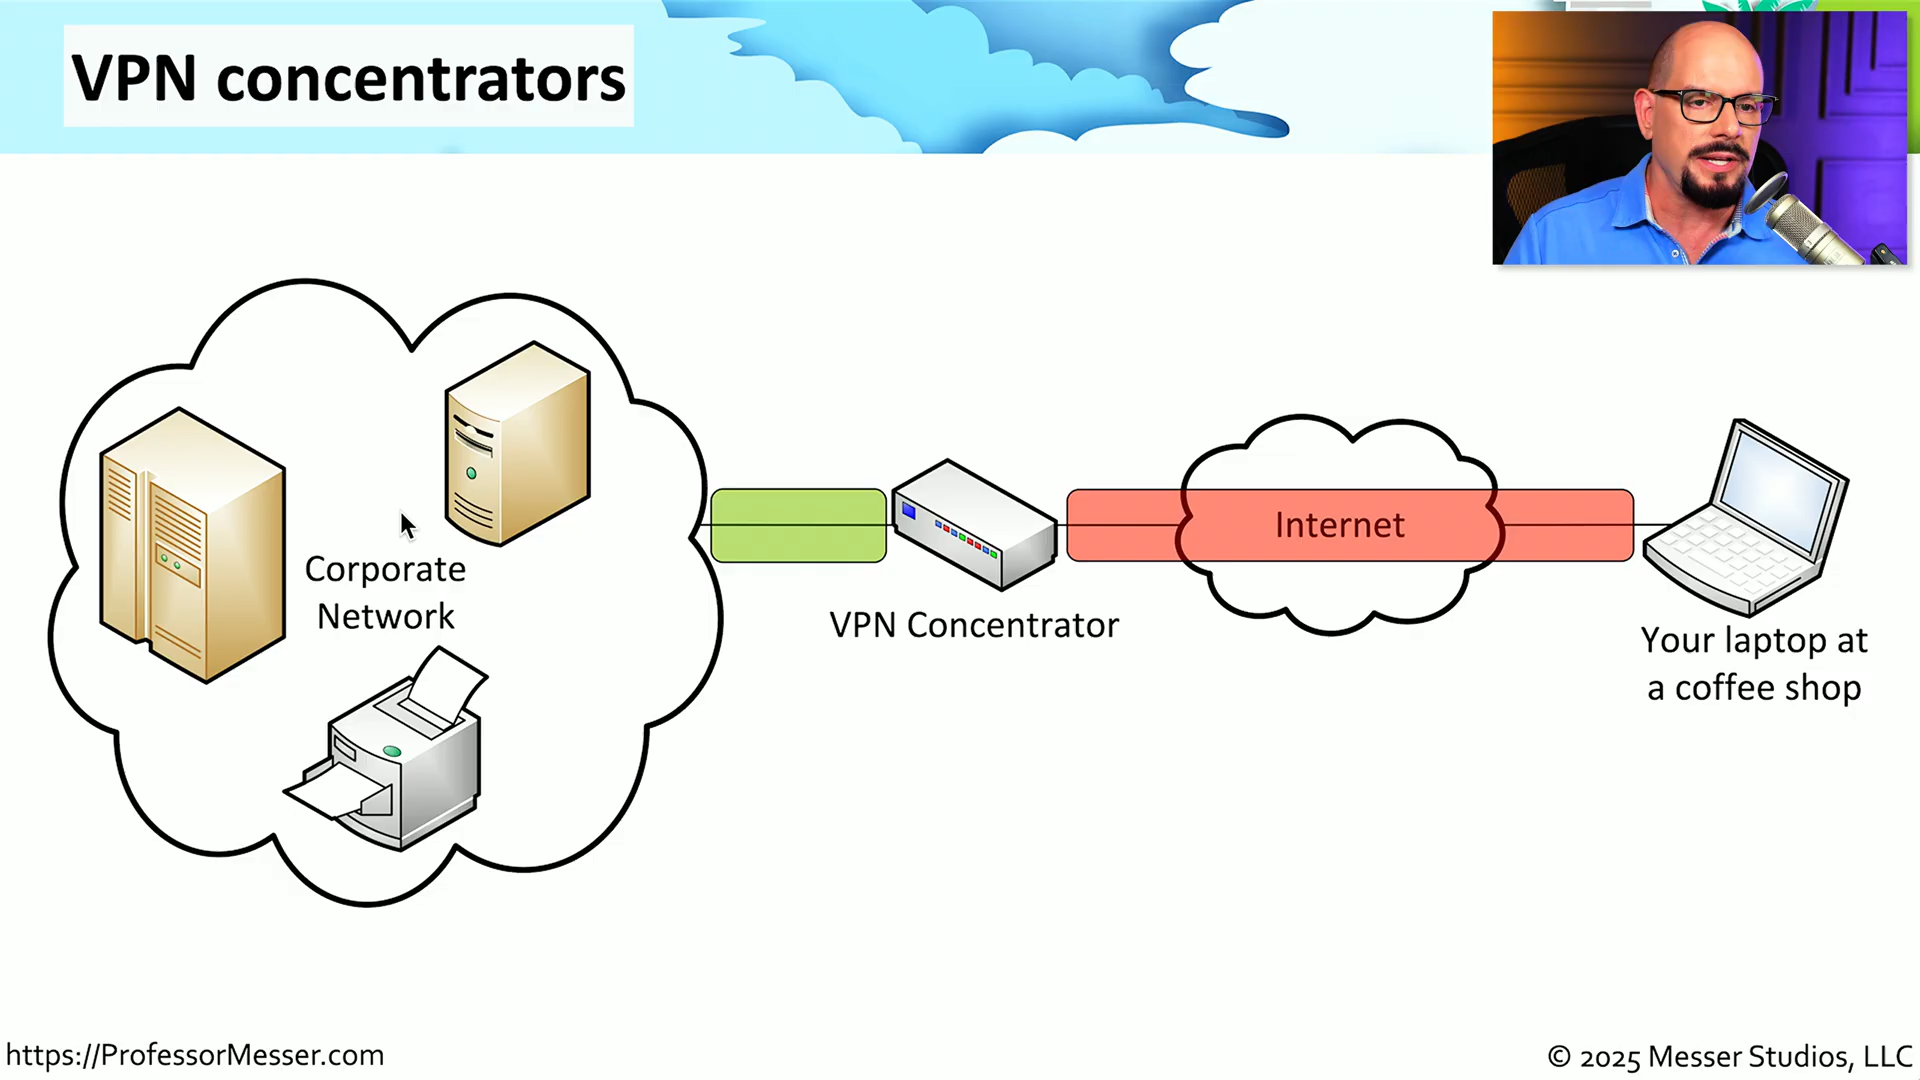 VPN concentrators
Corporate
Network
VPN Concentrator
Internet
Your laptop at
a coffee shop
https://ProfessorMesser.com
© 2025 Messer Studios, LLC